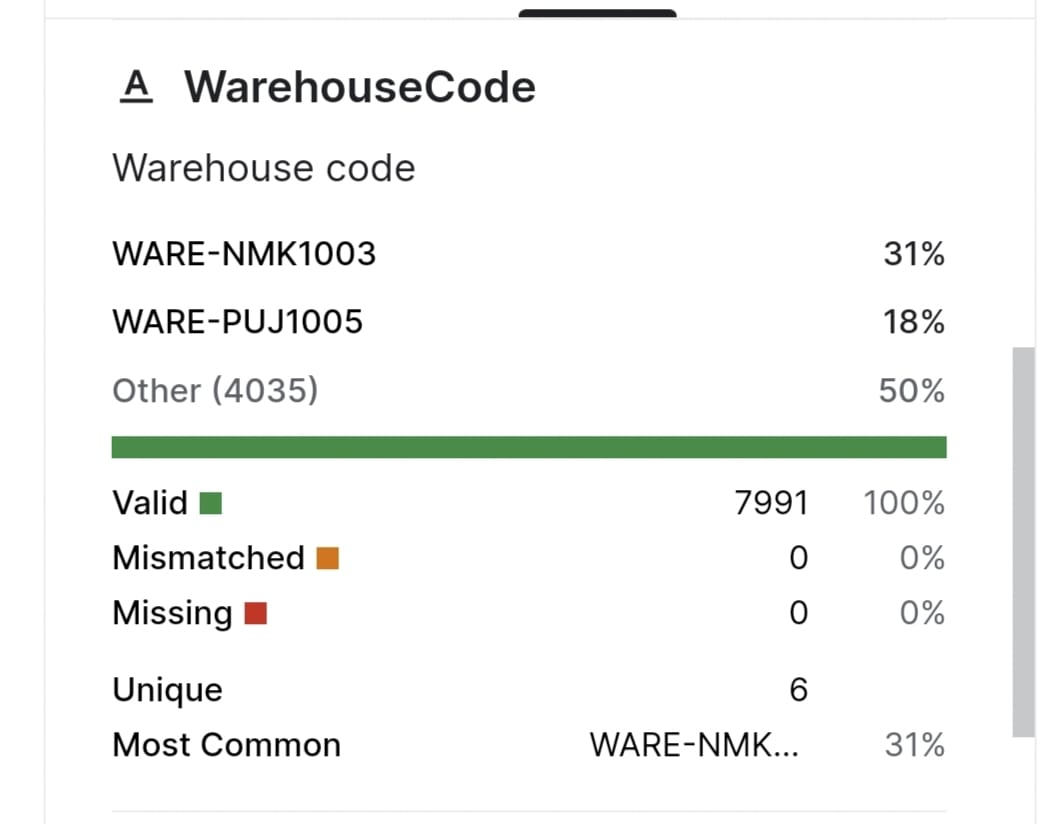 A WarehouseCode
Warehouse code
WARE-NMK1003 31%
WARE-PUJ1005 18%
Other (4035) 50%
Valid 7991 100%
Mismatched 0 0%
Missing 0 0%
Unique 6
Most Common WARE-NMK... 31%